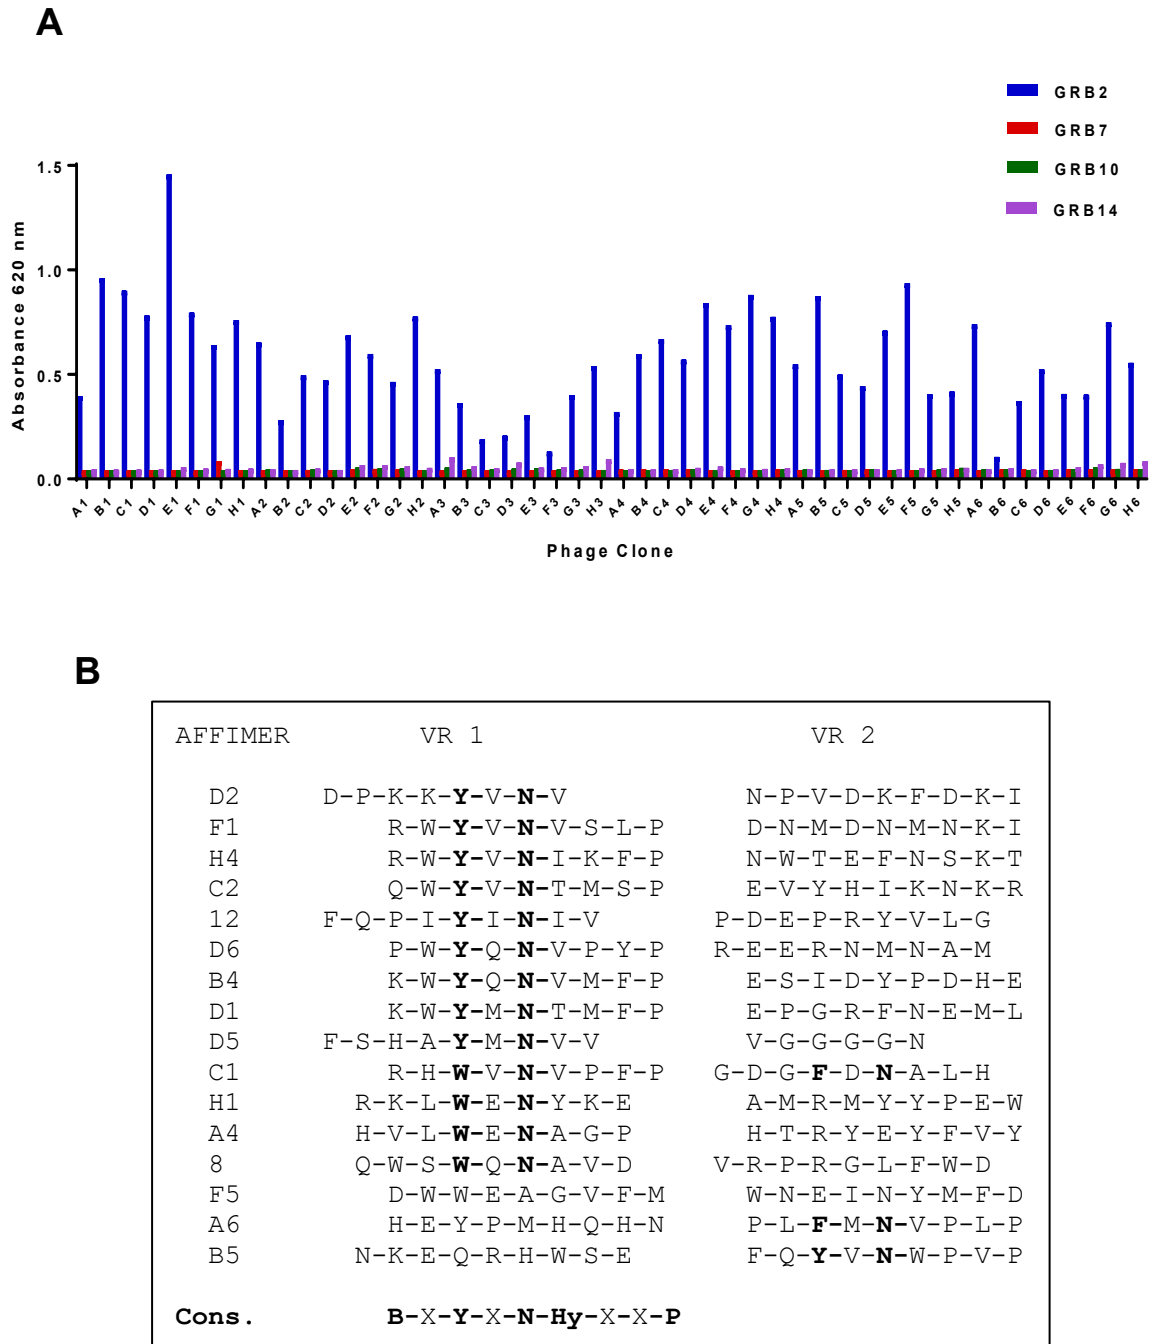 A
GRB2
GRB7
GRB10
GRB14
1.5
1.0
0.5
0.0
Absorbance 620 nm
A1 B1 C1 D1 E1 F1 G1 H1 A2 B2 C2 D2 E2 F2 G2 H2 A3 B3 C3 D3 E3 F3 G3 H3 A4 B4 C4 D4 E4 F4 G4 H4 A5 B5 C5 D5 E5 F5 G5 H5 A6 B6 C6 D6 E6 F6 G6 H6
Phage Clone
B
AFFIMER VR 1 VR 2
D2 D-P-K-K-Y-V-N-V N-P-V-D-K-F-D-K-I
F1 R-W-Y-V-N-V-S-L-P D-N-M-D-N-M-N-K-I
H4 R-W-Y-V-N-I-K-F-P N-W-T-E-F-N-S-K-T
C2 Q-W-Y-V-N-T-M-S-P E-V-Y-H-I-K-N-K-R
12 F-Q-P-I-Y-I-N-I-V P-D-E-P-R-Y-V-L-G
D6 P-W-Y-Q-N-V-P-Y-P R-E-E-R-N-M-N-A-M
B4 K-W-Y-Q-N-V-M-F-P E-S-I-D-Y-P-D-H-E
D1 K-W-Y-M-N-T-M-F-P E-P-G-R-F-N-E-M-L
D5 F-S-H-A-Y-M-N-V-V V-G-G-G-G-N
C1 R-H-W-V-N-V-P-F-P G-D-G-F-D-N-A-L-H
H1 R-K-L-W-E-N-Y-K-E A-M-R-M-Y-Y-P-E-W
A4 H-V-L-W-E-N-A-G-P H-T-R-Y-E-Y-F-V-Y
8 Q-W-S-W-Q-N-A-V-D V-R-P-R-G-L-F-W-D
F5 D-W-W-E-A-G-V-F-M W-N-E-I-N-Y-M-F-D
A6 H-E-Y-P-M-H-Q-H-N P-L-F-M-N-V-P-L-P
B5 N-K-E-Q-R-H-W-S-E F-Q-Y-V-N-W-P-V-P
Cons. B-X-Y-X-N-Hy-X-X-P